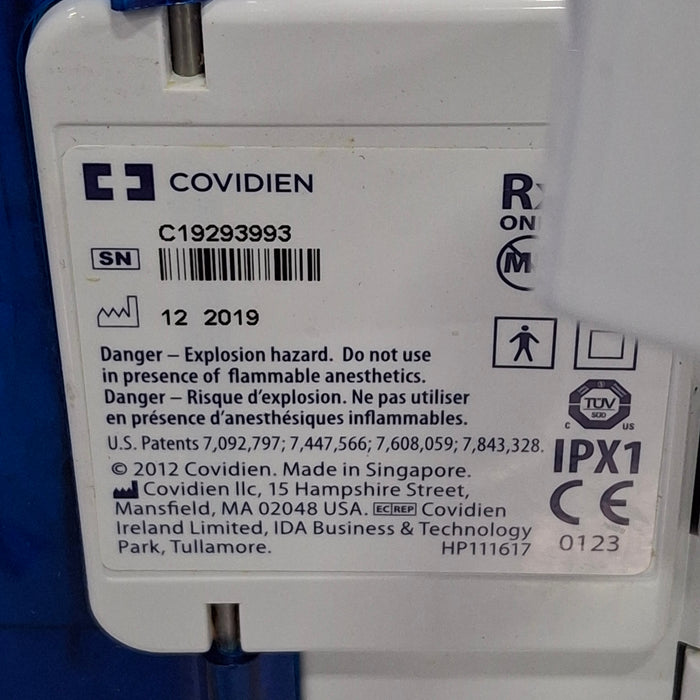 COVIDIEN
C19293993
SN
12 2019
ONL
Danger – Explosion hazard. Do not use
in presence of flammable anesthetics.
Danger – Risque d'explosion. Ne pas utiliser
en présence d'anesthésiques inflammables.
U.S. Patents 7,092,797; 7,447,566; 7,608,059; 7,843,328.
© 2012 Covidien. Made in Singapore.
Covidien llc, 15 Hampshire Street,
Mansfield, MA 02048 USA. EC REP Covidien
Ireland Limited, IDA Business & Technology
Park, Tullamore. HP111617
TÜV
SÜD
C US
IPX1
CE
0123